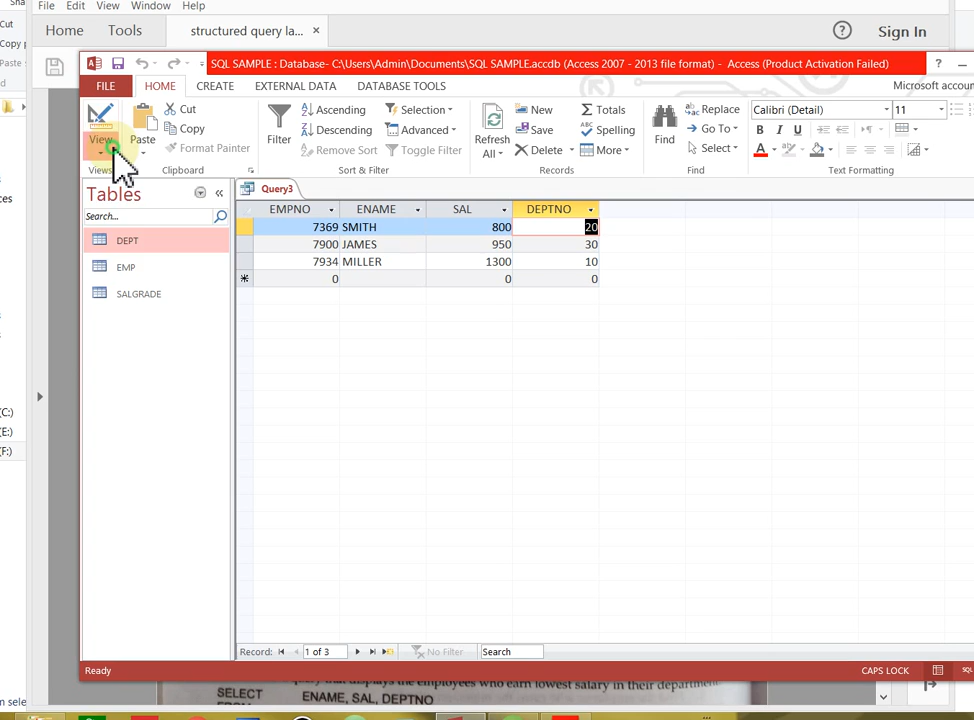 File Edit View Window Help
Cut
Home Tools structured query la... × Sign In
Copy
Paste
SQL SAMPLE : Database- C:\Users\Admin\Documents\SQL SAMPLE.accdb (Access 2007 - 2013 file format) - Access (Product Activation Failed) ?
FILE HOME CREATE EXTERNAL DATA DATABASE TOOLS Microsoft accou
View Paste Cut Copy Format Painter
Filter Ascending Descending Remove Sort Selection Advanced Toggle Filter
Refresh All New Save Delete Totals Spelling More
Find Replace Go To Select
Calibri (Detail) 11
B I U
A
Views Clipboard Sort & Filter Records Find Text Formatting
Tables «
Search...
DEPT
EMP
SALGRADE
Query3
EMPNO ENAME SAL DEPTNO
7369 SMITH 800 20
7900 JAMES 950 30
7934 MILLER 1300 10
* 0 0 0
(C:)
(E:)
(F:)
Record: 1 of 3 No Filter Search
Ready CAPS LOCK SQL
that displays the employees who earn lowest salary in their department
SELECT ENAME, SAL, DEPTNO